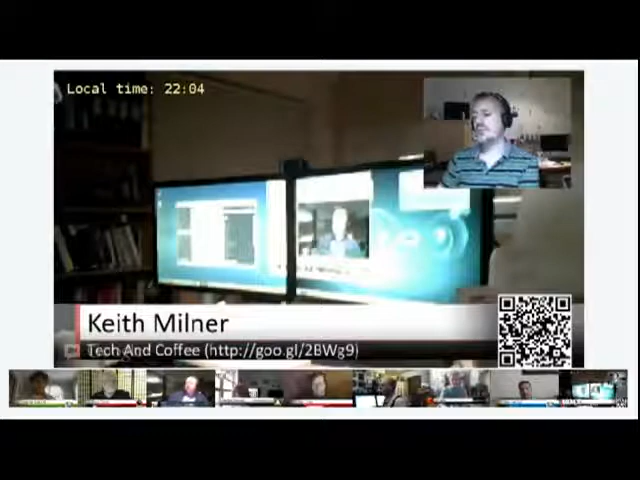 Local time: 22:04
Keith Milner
Tech And Coffee (http://goo.gl/2BWg9)